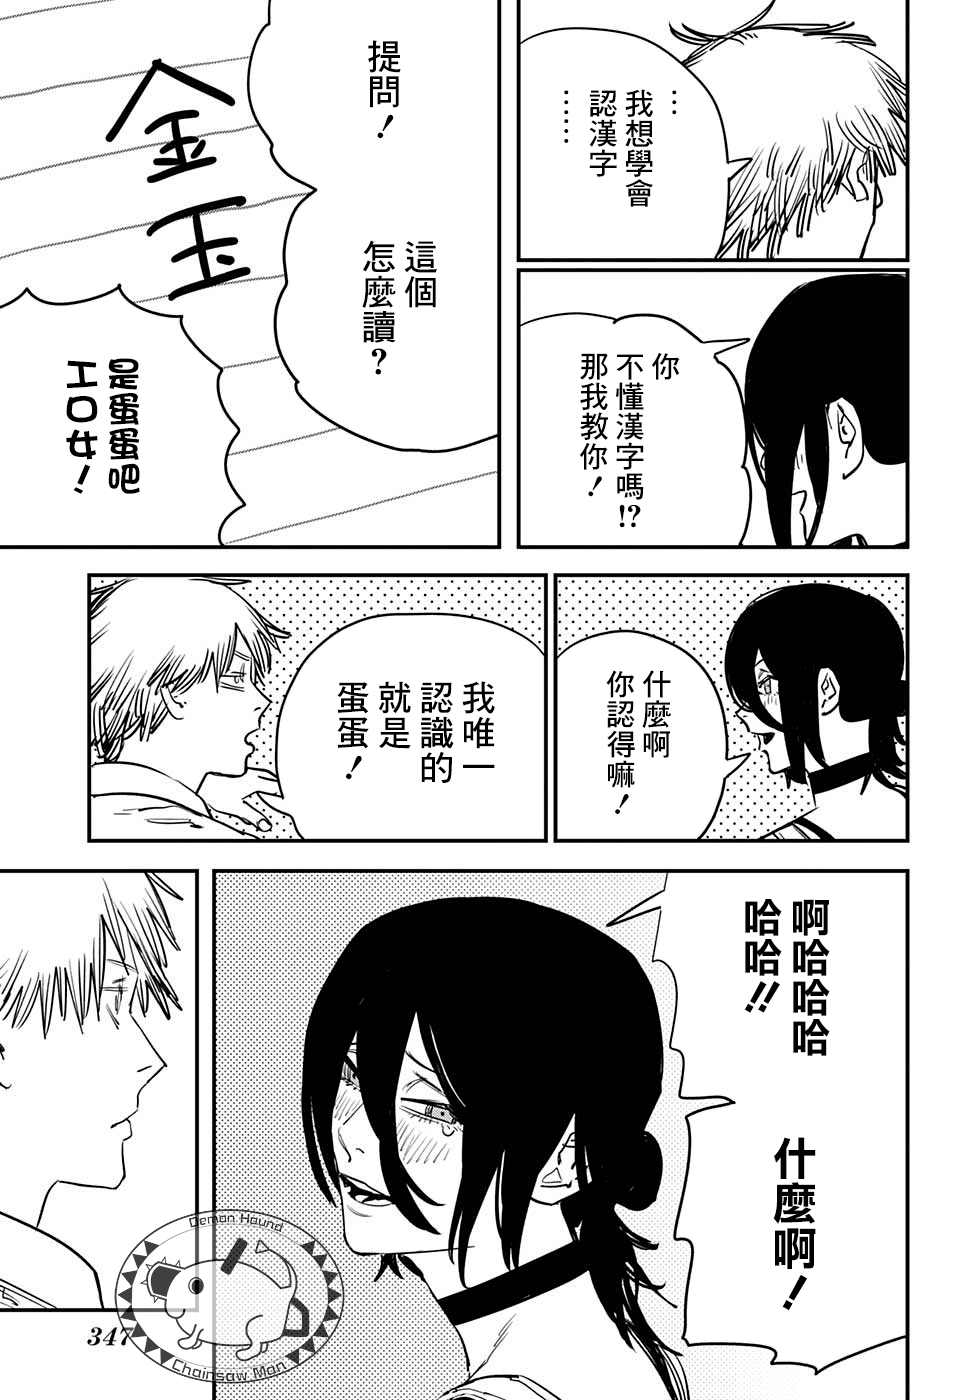 …
我想學會
認漢字
……
你
不懂漢字嗎!?
那我教你！
提問！
這個
怎麼讀？
金玉
是蛋蛋吧
工口女！
什麼啊
你認得嘛！
我唯一
認識的
就是
蛋蛋！
啊哈哈哈
哈哈!!
什麼啊！
Demon Hound
Chainsaw Man
347